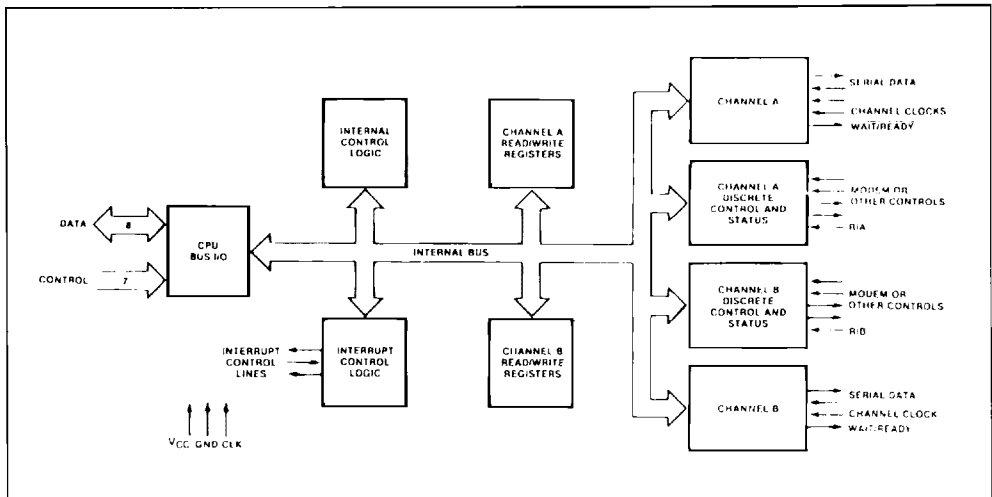 CHANNEL A
SERIAL DATA
CHANNEL CLOCKS
WAIT/READY
INTERNAL
CONTROL
LOGIC
CHANNEL A
READ/WRITE
REGISTERS
CHANNEL A
DISCRETE
CONTROL AND
STATUS
MODEM OR
OTHER CONTROLS
RIA
DATA
8
CPU
BUS I/O
INTERNAL BUS
CONTROL
7
CHANNEL B
DISCRETE
CONTROL AND
STATUS
MODEM OR
OTHER CONTROLS
RIB
INTERRUPT
CONTROL
LINES
INTERRUPT
CONTROL
LOGIC
CHANNEL B
READ/WRITE
REGISTERS
CHANNEL B
SERIAL DATA
CHANNEL CLOCK
WAIT/READY
VCC GND CLK